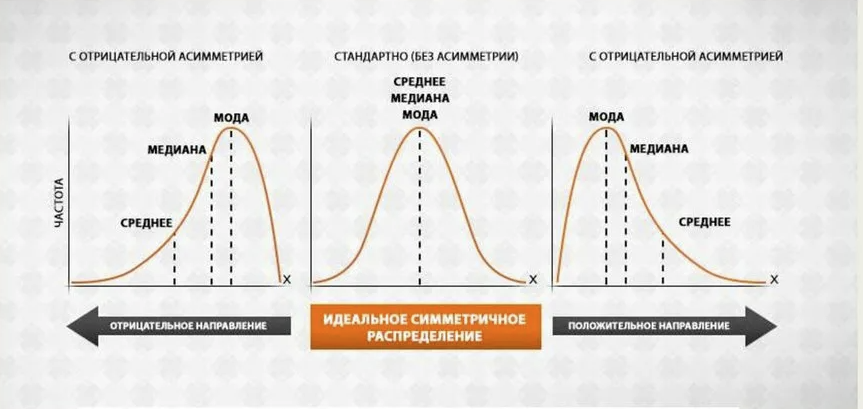 С ОТРИЦАТЕЛЬНОЙ АСИММЕТРИЕЙ
СТАНДАРТНО (БЕЗ АСИММЕТРИИ)
С ОТРИЦАТЕЛЬНОЙ АСИММЕТРИЕЙ
ЧАСТОТА
МОДА
МЕДИАНА
СРЕДНЕЕ
X
СРЕДНЕЕ
МЕДИАНА
МОДА
X
МОДА
МЕДИАНА
СРЕДНЕЕ
X
ОТРИЦАТЕЛЬНОЕ НАПРАВЛЕНИЕ
ИДЕАЛЬНОЕ СИММЕТРИЧНОЕ
РАСПРЕДЕЛЕНИЕ
ПОЛОЖИТЕЛЬНОЕ НАПРАВЛЕНИЕ